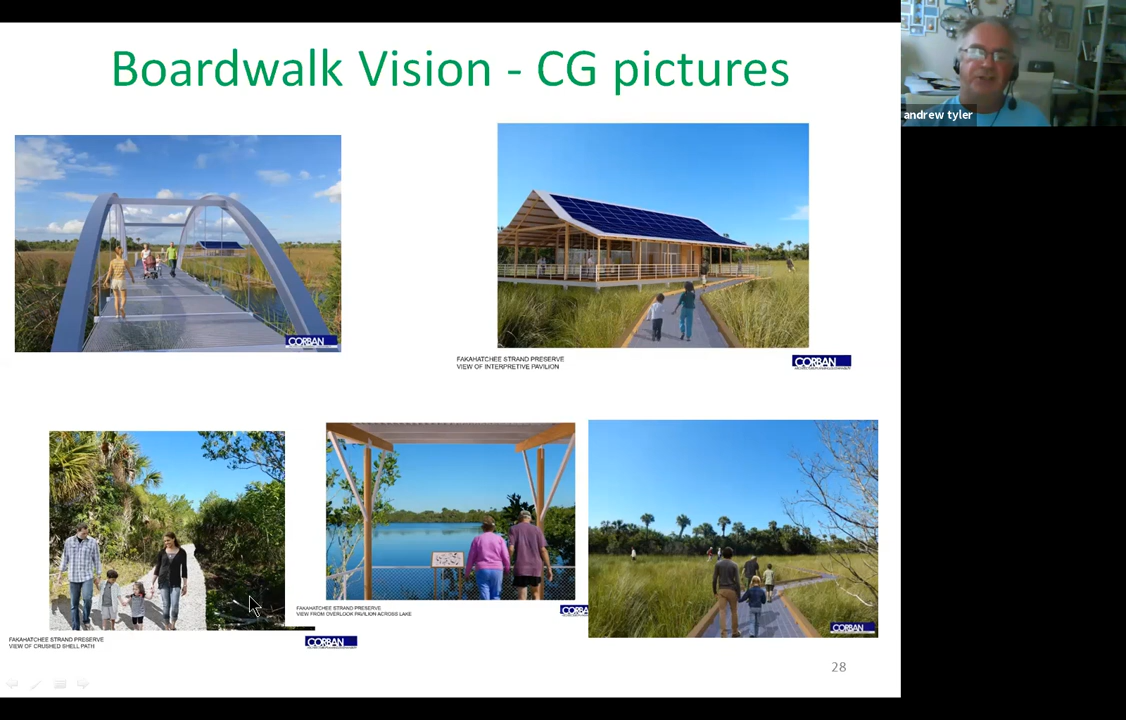 Boardwalk Vision - CG pictures
andrew tyler
CORBAN
FAKAHATCHEE STRAND PRESERVE
VIEW OF INTERPRETIVE PAVILION
CORBAN
FAKAHATCHEE STRAND PRESERVE
VIEW FROM OVERLOOK PAVILION ACROSS LAKE
CORBA
CORBAN
FAKAHATCHEE STRAND PRESERVE
VIEW OF CRUSHED SHELL PATH
CORBAN
28